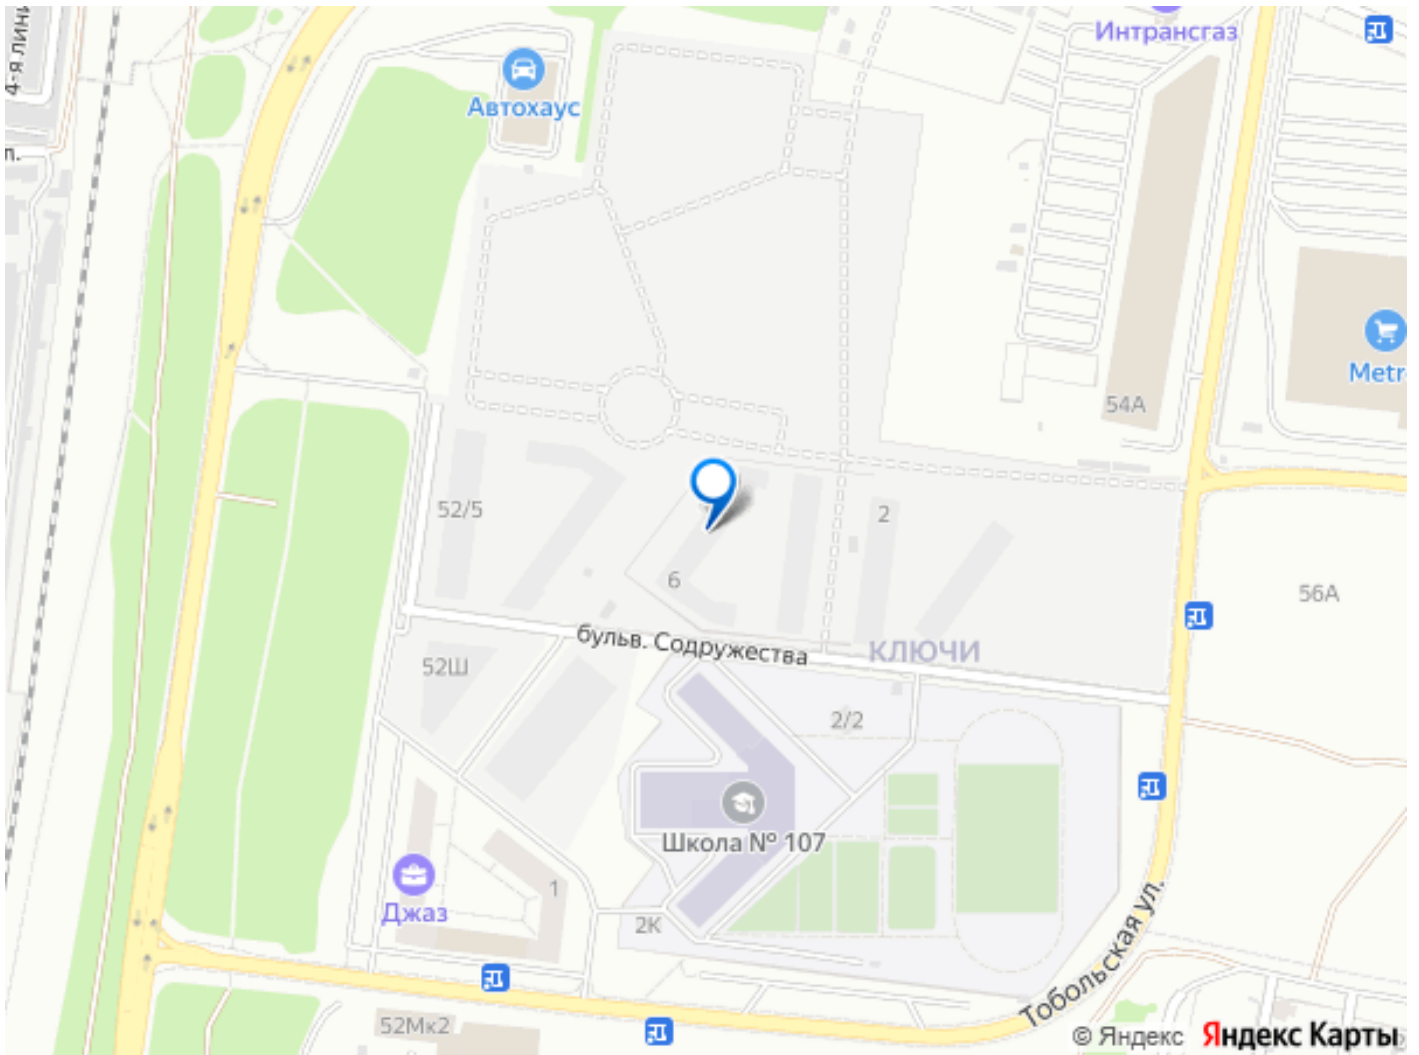 4-я лини
Интрансгаз
Автохаус
Metr
54А
52/5
2
6
56А
бульв. Содружества
КЛЮЧИ
52Ш
2/2
Школа № 107
1
Джаз
2К
Тобольская ул.
52Мк2
© Яндекс Яндекс Карты